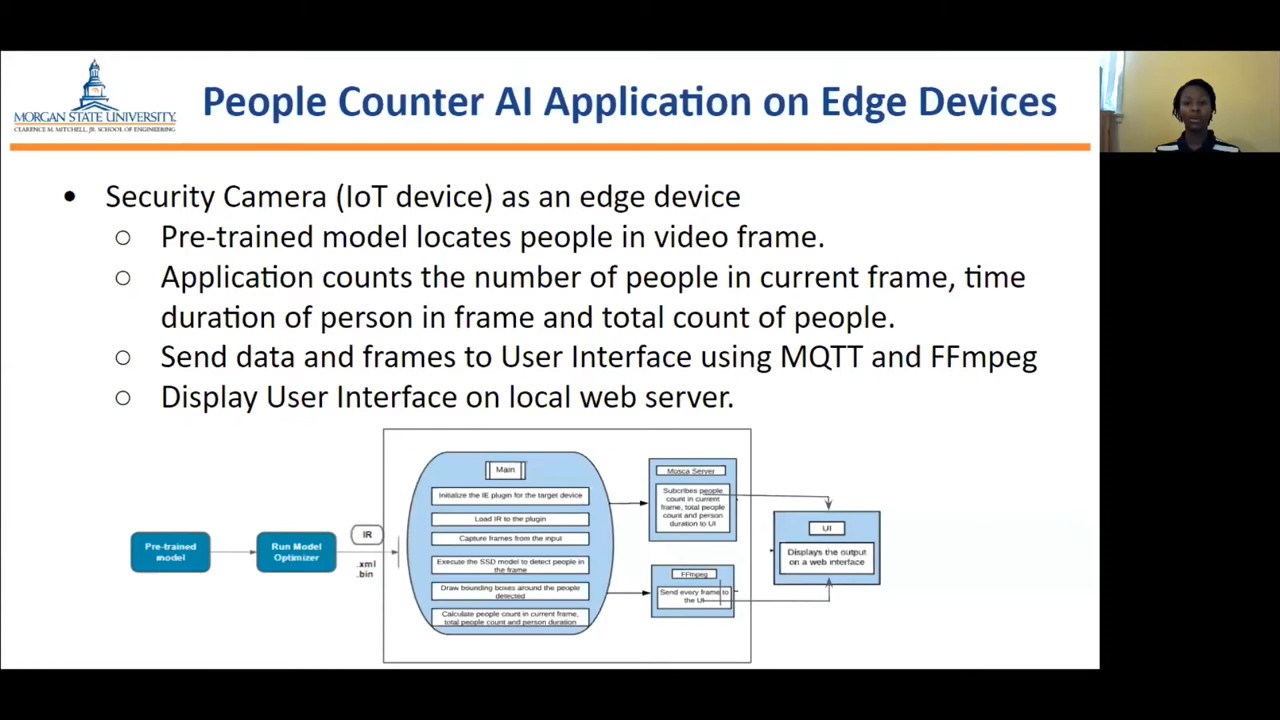 MORGAN STATE UNIVERSITY.
CLARENCE M. MITCHELL, JR. SCHOOL OF ENGINEERING
People Counter AI Application on Edge Devices
• Security Camera (IoT device) as an edge device
○ Pre-trained model locates people in video frame.
○ Application counts the number of people in current frame, time
duration of person in frame and total count of people.
○ Send data and frames to User Interface using MQTT and FFmpeg
○ Display User Interface on local web server.
Pre-trained
model
Run Model
Optimizer
IR
.xml
.bin
Main
Initialize the IE plugin for the target device
Load IR to the plugin
Capture frames from the input
Execute the SSD model to detect people in
the frame
Draw bounding boxes around the people
detected
Calculate people count in current frame,
total people count and person duration
Mosca Server
Subcribes people
count in current
frame, total people
count and person
duration to UI
FFmpeg
Send every frame to
the UI
UI
Displays the output
on a web interface